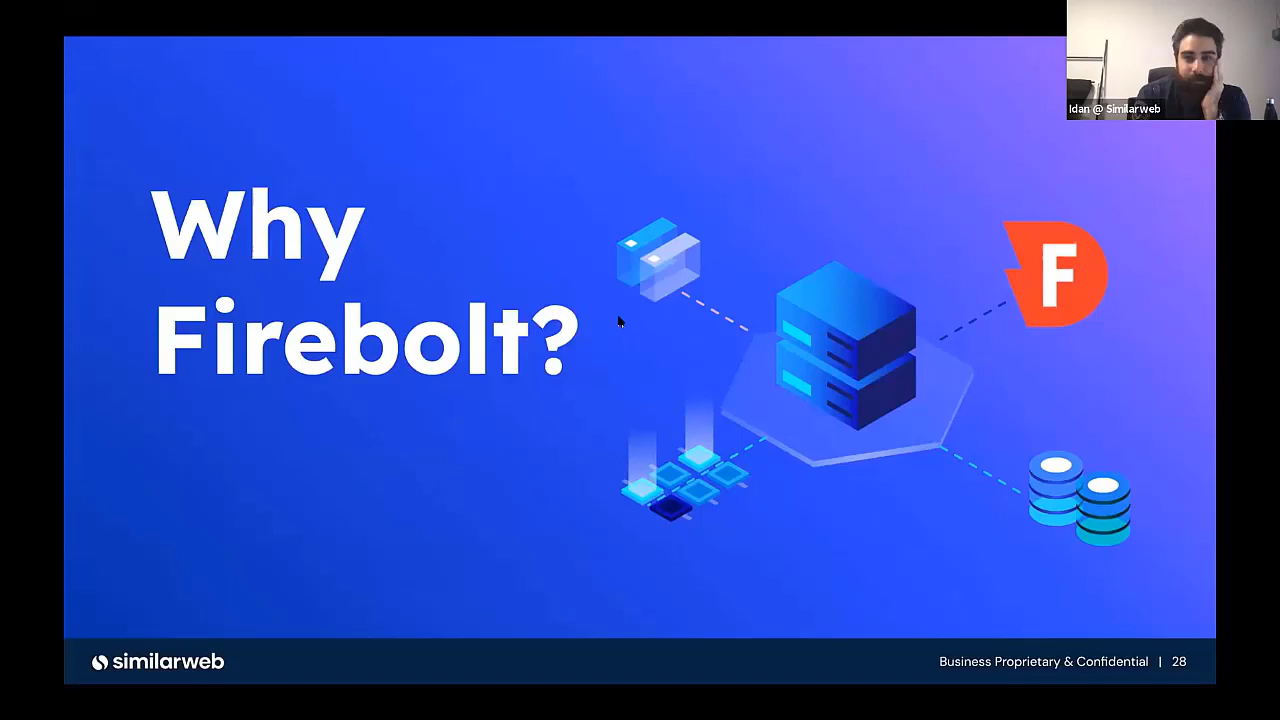 Idan @ Similarweb
Why
Firebolt?
F
similarweb
Business Proprietary & Confidential | 28